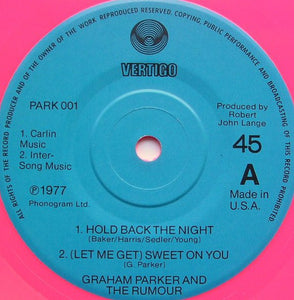 ALL RIGHTS OF THE RECORD PRODUCER AND OF THE OWNER OF THE WORK REPRODUCED RESERVED. COPYING, PUBLIC PERFORMANCE AND BROADCASTING OF THIS RECORD PROHIBITED.
VERTIGO
PARK 001
1. Carlin
Music
2. Inter-
Song Music
℗1977
Phonogram Ltd.
Produced by
Robert
John Lange
45
A
Made in
U.S.A.
1. HOLD BACK THE NIGHT
(Baker/Harris/Sedler/Young)
2. (LET ME GET) SWEET ON YOU
(G. Parker)
GRAHAM PARKER AND
THE RUMOUR